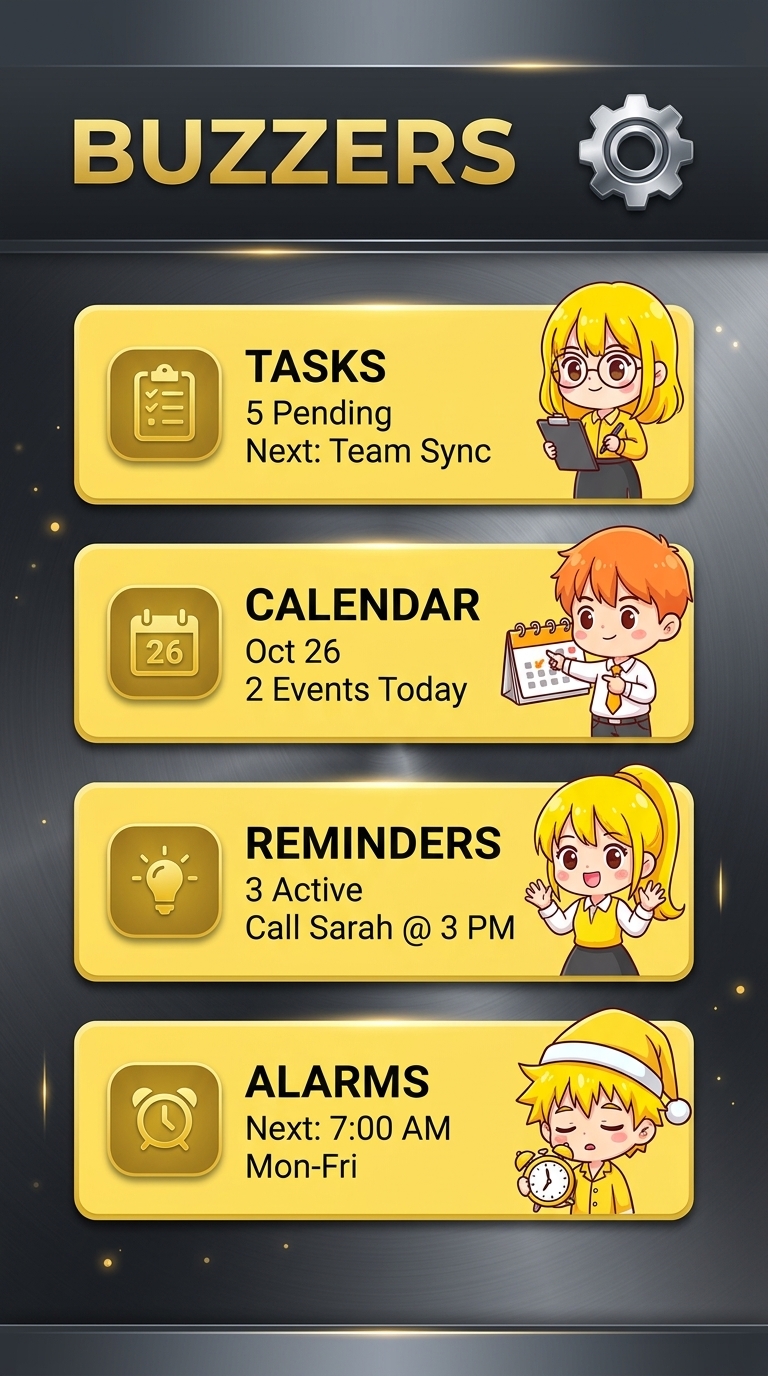 BUZZERS
TASKS
5 Pending
Next: Team Sync
CALENDAR
26
Oct 26
2 Events Today
REMINDERS
3 Active
Call Sarah @ 3 PM
ALARMS
Next: 7:00 AM
Mon-Fri